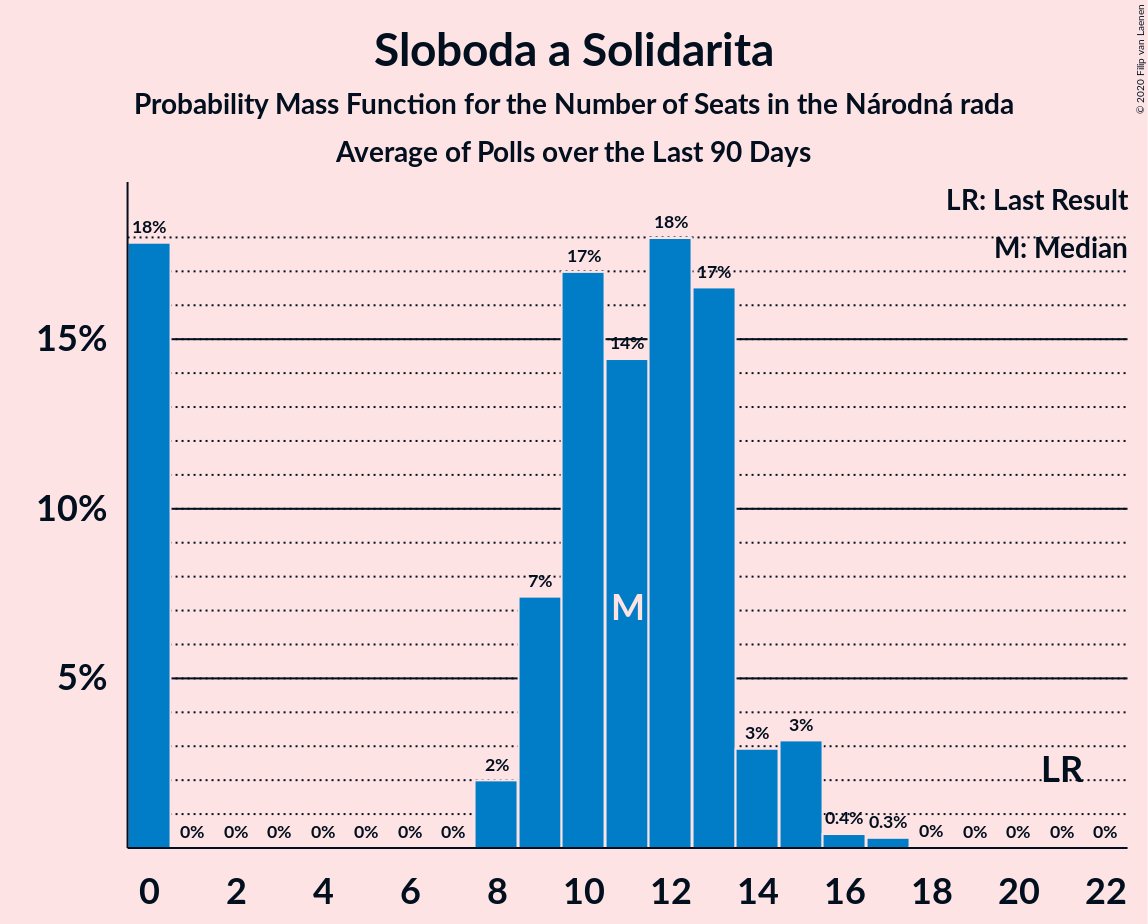 Sloboda a Solidarita
Probability Mass Function for the Number of Seats in the Národná rada
Average of Polls over the Last 90 Days
© 2020 Filip van Laenen
LR: Last Result
M: Median
18%
0%
0%
0%
0%
0%
0%
0%
2%
7%
17%
14%
18%
17%
3%
3%
0.4%
0.3%
0%
0%
0%
0%
0%
15%
10%
5%
M
LR
0 2 4 6 8 10 12 14 16 18 20 22